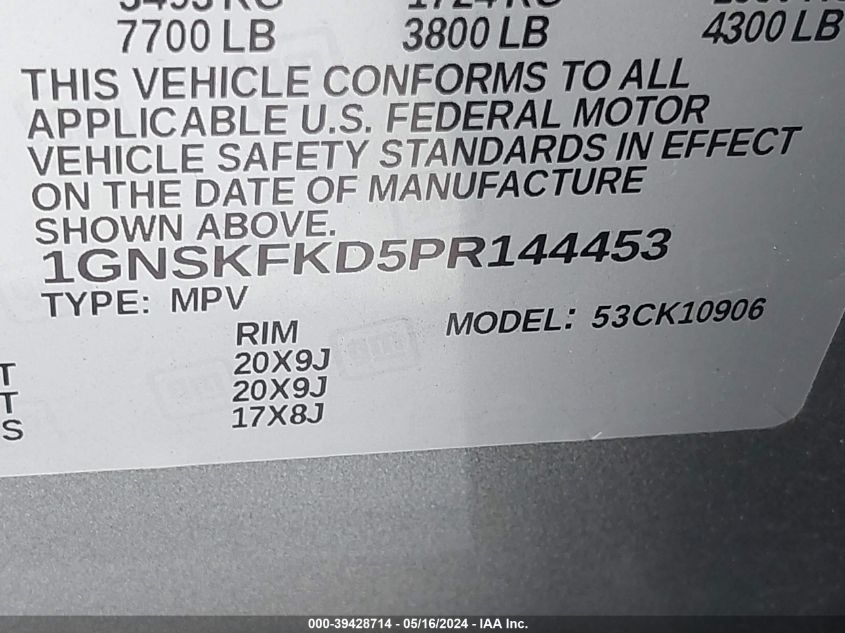 7700 LB 3800 LB 4300 LB
THIS VEHICLE CONFORMS TO ALL
APPLICABLE U.S. FEDERAL MOTOR
VEHICLE SAFETY STANDARDS IN EFFECT
ON THE DATE OF MANUFACTURE
SHOWN ABOVE.
1GNSKFKD5PR144453
TYPE: MPV
MODEL: 53CK10906
RIM
T 20X9J
T 20X9J
S 17X8J
000-39428714 - 05/16/2024 - IAA Inc.